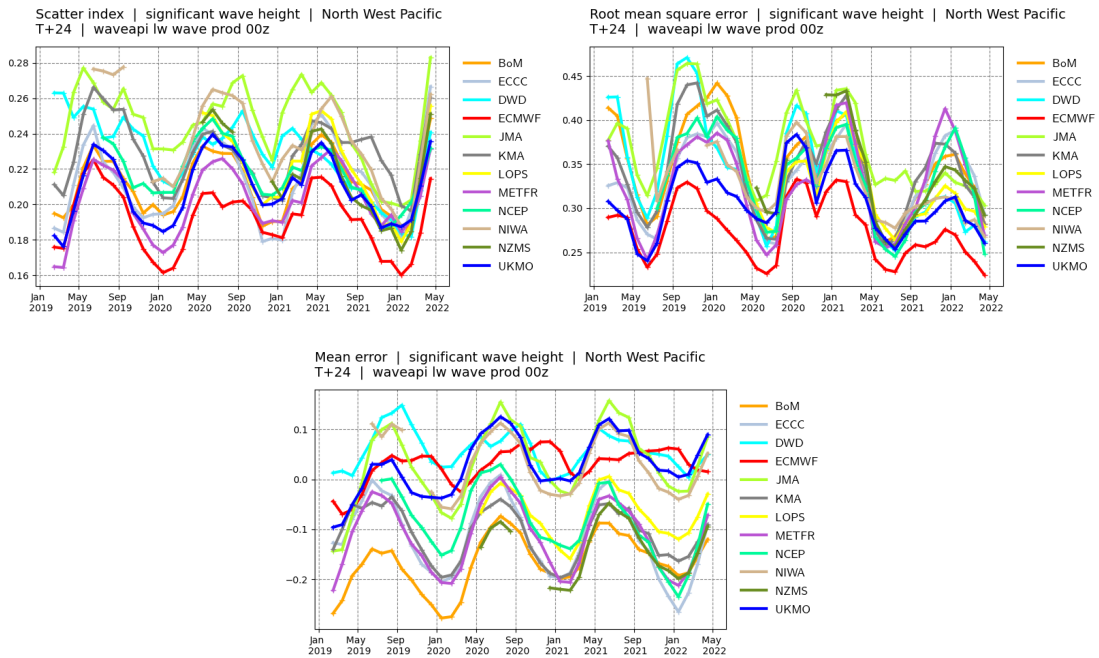 Scatter index | significant wave height | North West Pacific
T+24 | waveapi lw wave prod 00z
0.28
0.26
0.24
0.22
0.20
0.18
0.16
Jan 2019
May 2019
Sep 2019
Jan 2020
May 2020
Sep 2020
Jan 2021
May 2021
Sep 2021
Jan 2022
May 2022
BoM
ECCC
DWD
ECMWF
JMA
KMA
LOPS
METFR
NCEP
NIWA
NZMS
UKMO
Root mean square error | significant wave height | North West Pacific
T+24 | waveapi lw wave prod 00z
0.45
0.40
0.35
0.30
0.25
Jan 2019
May 2019
Sep 2019
Jan 2020
May 2020
Sep 2020
Jan 2021
May 2021
Sep 2021
Jan 2022
May 2022
BoM
ECCC
DWD
ECMWF
JMA
KMA
LOPS
METFR
NCEP
NIWA
NZMS
UKMO
Mean error | significant wave height | North West Pacific
T+24 | waveapi lw wave prod 00z
0.1
0.0
−0.1
−0.2
Jan 2019
May 2019
Sep 2019
Jan 2020
May 2020
Sep 2020
Jan 2021
May 2021
Sep 2021
Jan 2022
May 2022
BoM
ECCC
DWD
ECMWF
JMA
KMA
LOPS
METFR
NCEP
NIWA
NZMS
UKMO